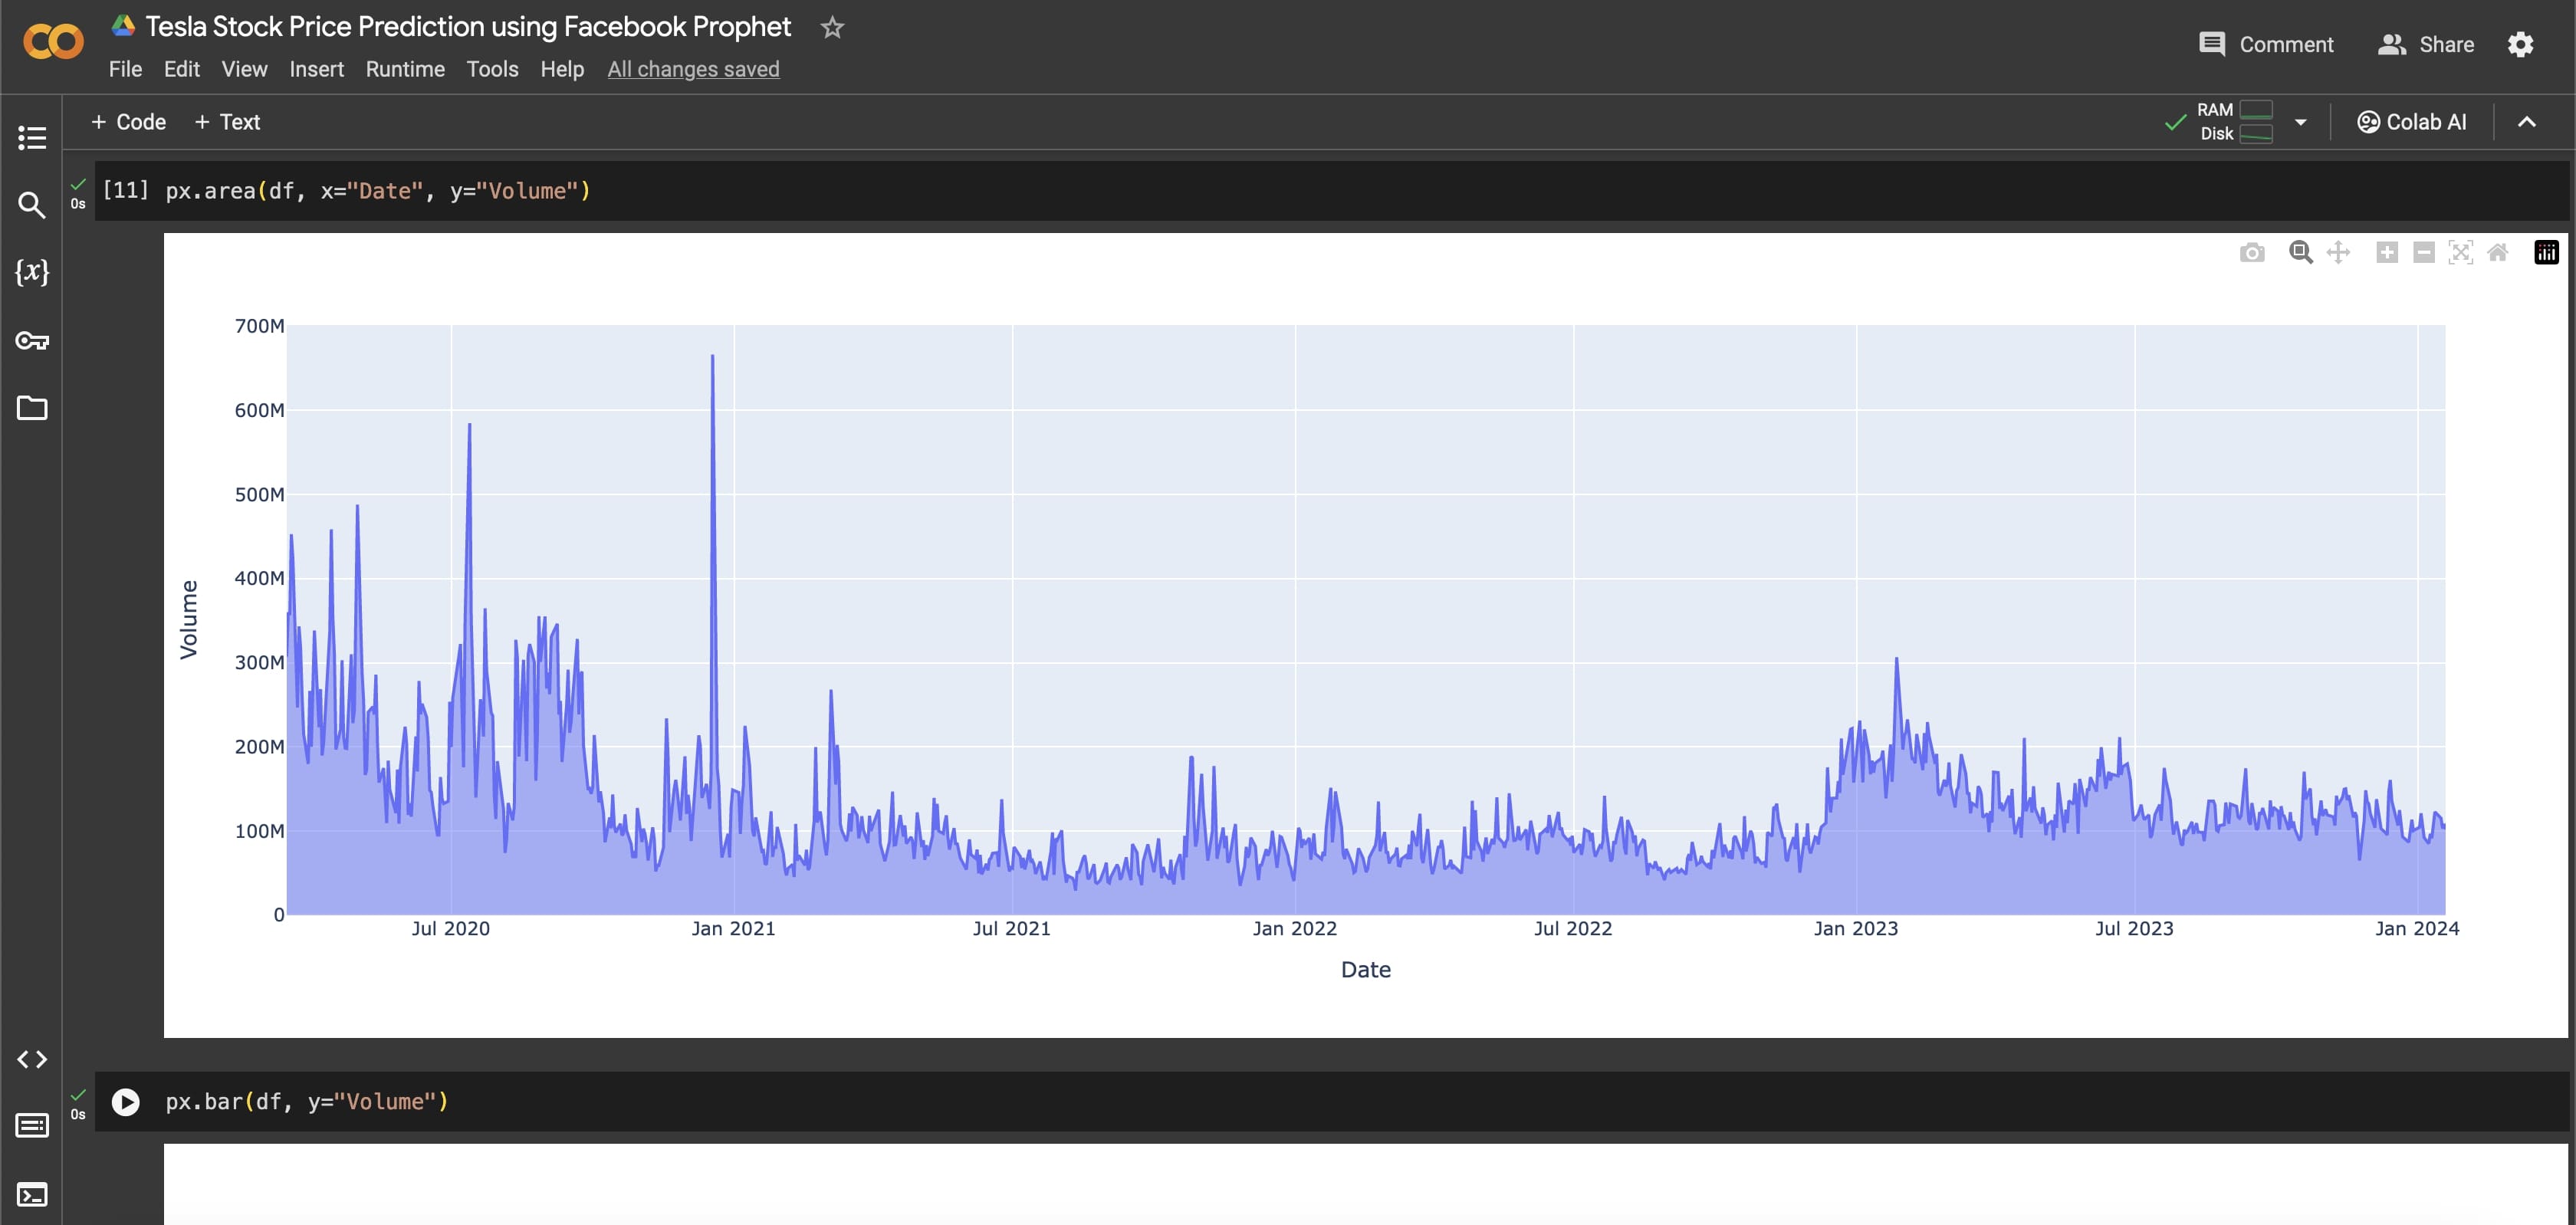 Tesla Stock Price Prediction using Facebook Prophet
File Edit View Insert Runtime Tools Help All changes saved
Comment Share
+ Code + Text
RAM
Disk
Colab AI
{x}
0s
[11] px.area(df, x="Date", y="Volume")
700M
600M
500M
400M
300M
200M
100M
0
Volume
Jul 2020 Jan 2021 Jul 2021 Jan 2022 Jul 2022 Jan 2023 Jul 2023 Jan 2024
Date
0s
px.bar(df, y="Volume")